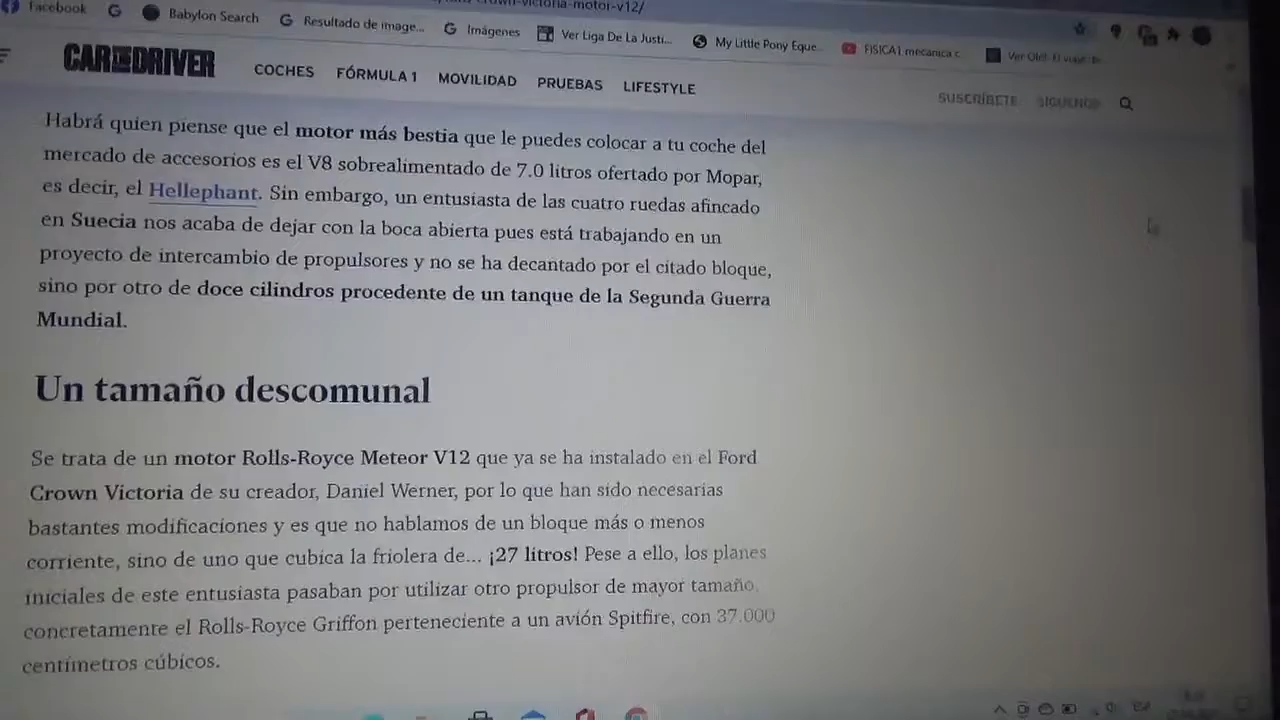 crown-victoria-motor-v12/
Facebook
Babylon Search
Resultado de image...
Imágenes
Ver Liga De La Justi...
My Little Pony Eque...
FISICA1 mecanica c...
CAR AND DRIVER
COCHES FÓRMULA 1 MOVILIDAD PRUEBAS LIFESTYLE
SUSCRÍBETE SÍGUENOS
Habrá quien piense que el motor más bestia que le puedes colocar a tu coche del
mercado de accesorios es el V8 sobrealimentado de 7.0 litros ofertado por Mopar,
es decir, el Hellephant. Sin embargo, un entusiasta de las cuatro ruedas afincado
en Suecia nos acaba de dejar con la boca abierta pues está trabajando en un
proyecto de intercambio de propulsores y no se ha decantado por el citado bloque,
sino por otro de doce cilindros procedente de un tanque de la Segunda Guerra
Mundial.
Un tamaño descomunal
Se trata de un motor Rolls-Royce Meteor V12 que ya se ha instalado en el Ford
Crown Victoria de su creador, Daniel Werner, por lo que han sido necesarias
bastantes modificaciones y es que no hablamos de un bloque más o menos
corriente, sino de uno que cubica la friolera de... ¡27 litros! Pese a ello, los planes
iniciales de este entusiasta pasaban por utilizar otro propulsor de mayor tamaño,
concretamente el Rolls-Royce Griffon perteneciente a un avión Spitfire, con 37.000
centímetros cúbicos.